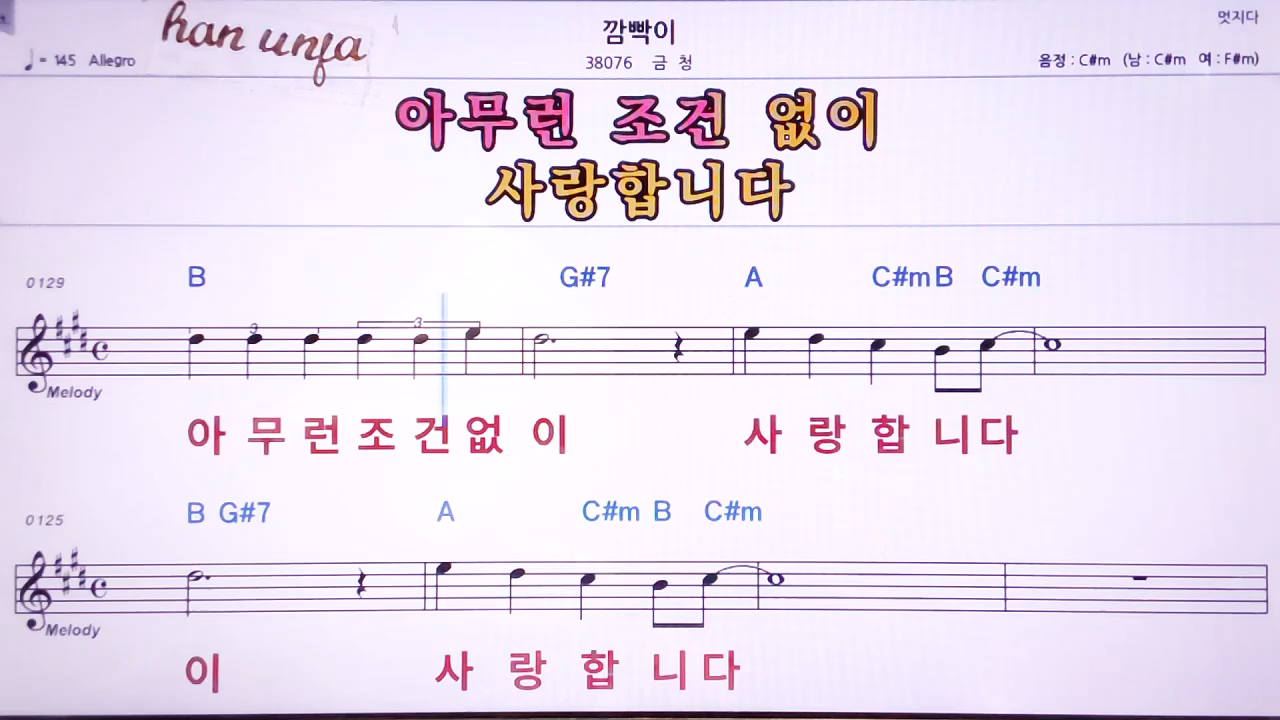 han unja
깜빡이
멋지다
♩= 145 Allegro
38076 금 청
음정 : C#m (남 : C#m 여 : F#m)
아무런 조건 없이
사랑합니다
0129
B G#7 A C#m B C#m
3 3
Melody
아 무 런 조 건 없 이 사 랑 합 니 다
0125
B G#7 A C#m B C#m
Melody
이 사 랑 합 니 다